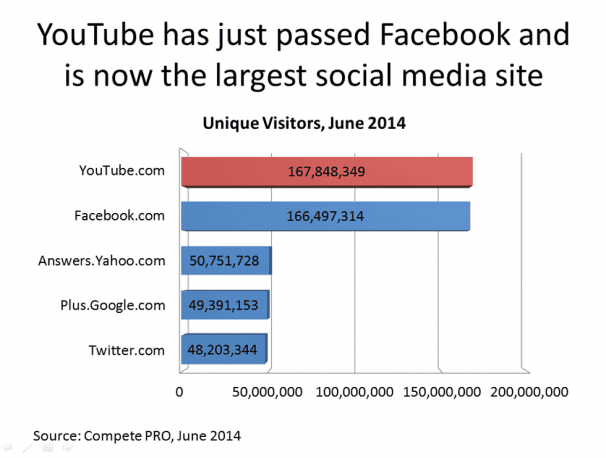 YouTube has just passed Facebook and
is now the largest social media site
Unique Visitors, June 2014
YouTube.com
167,848,349
Facebook.com
166,497,314
Answers.Yahoo.com
50,751,728
Plus.Google.com
49,391,153
Twitter.com
48,203,344
0 50,000,000 100,000,000 150,000,000 200,000,000
Source: Compete PRO, June 2014